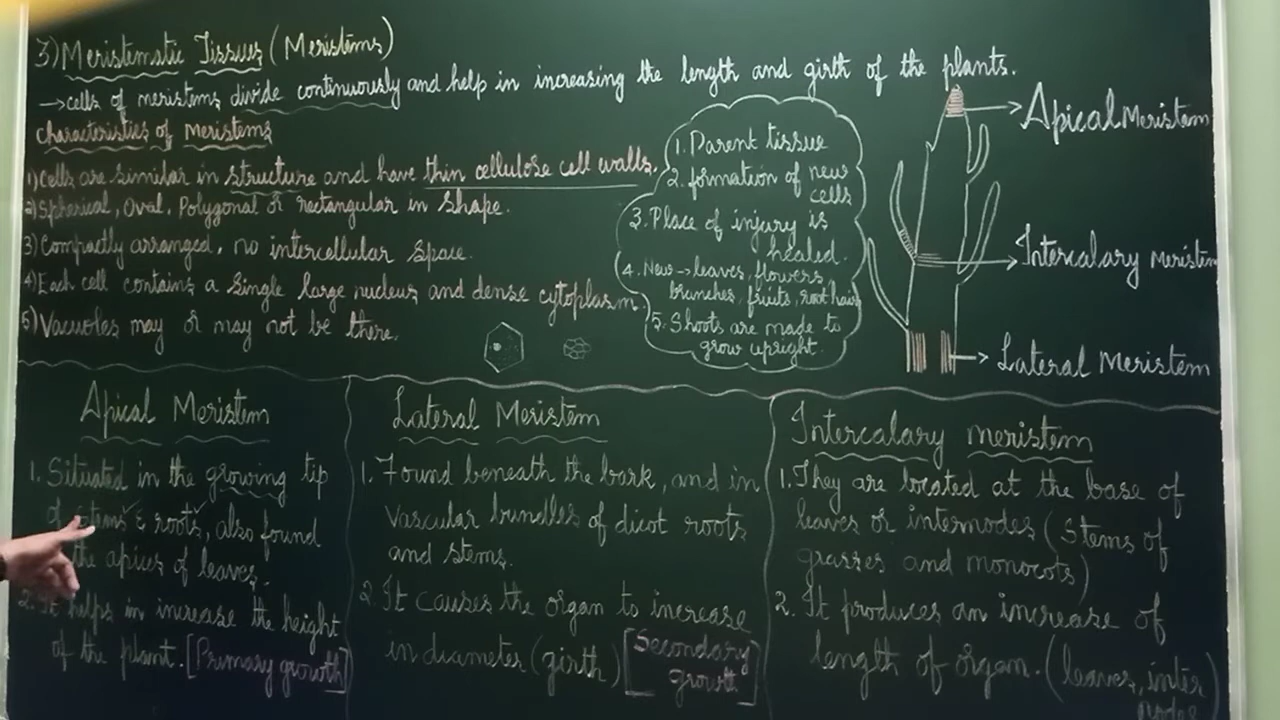 3) Meristematic Tissues (Meristems)
→ cells of meristems divide continuously and help in increasing the length and girth of the plants.
Characteristics of Meristems
1) Cells are similar in structure and have thin cellulose cell walls.
2) Spherical, Oval, Polygonal or rectangular in shape.
3) Compactly arranged, no intercellular space.
4) Each cell contains a single large nucleus and dense cytoplasm.
5) Vacuoles may or may not be there.
1. Parent tissue
2. formation of new
cells
3. Place of injury is
healed.
4. New → leaves, flowers
branches, fruits, root hair
5. Shoots are made to
grow upright.
→ Apical Meristem
→ Intercalary meristem
→ Lateral Meristem
Apical Meristem
1. Situated in the growing tip
of stems & roots, also found
the apices of leaves.
2. It helps in increase the height
of the plant. [Primary growth]
Lateral Meristem
1. Found beneath the bark, and in
Vascular bundles of dicot roots
and stems.
2. It causes the organ to increase
in diameter (girth) [Secondary
growth]
Intercalary meristem
1. They are located at the base of
leaves or internodes (Stems of
grasses and monocots)
2. It produces an increase of
length of organ. (leaves, inter
node)